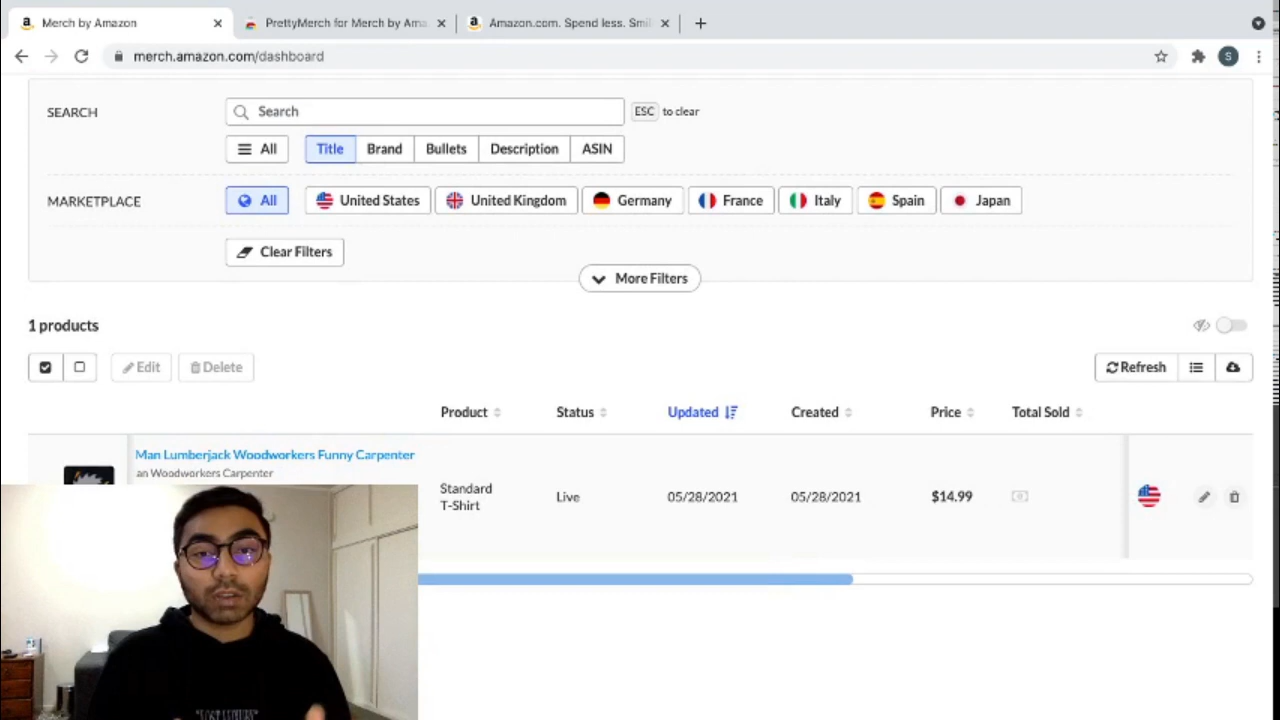 Merch by Amazon
PrettyMerch for Merch by Ama
Amazon.com. Spend less. Smil
merch.amazon.com/dashboard
S
SEARCH
Search
ESC to clear
All Title Brand Bullets Description ASIN
MARKETPLACE
All United States United Kingdom Germany France Italy Spain Japan
Clear Filters
More Filters
1 products
Edit Delete Refresh
Product Status Updated Created Price Total Sold
Man Lumberjack Woodworkers Funny Carpenter
an Woodworkers Carpenter
Standard
T-Shirt
Live 05/28/2021 05/28/2021 $14.99